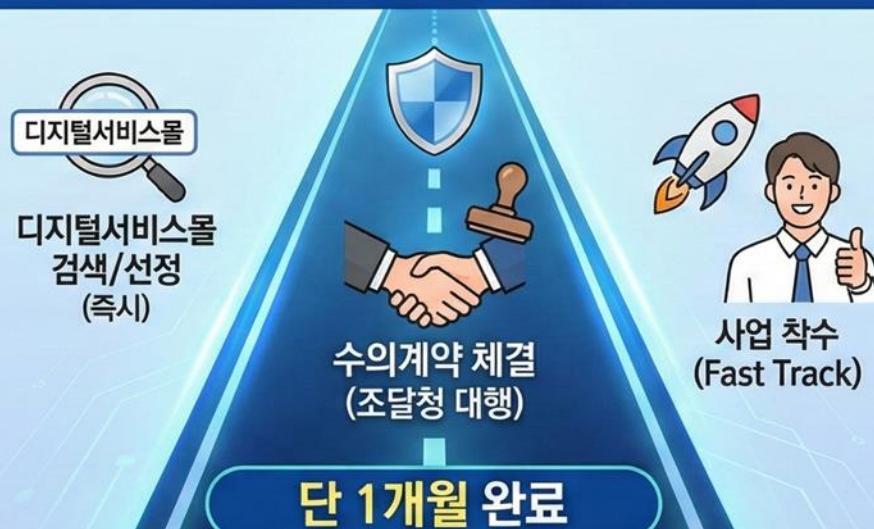 디지털서비스몰
디지털서비스몰
검색/선정
(즉시)
수의계약 체결
(조달청 대행)
사업 착수
(Fast Track)
단 1개월 완료